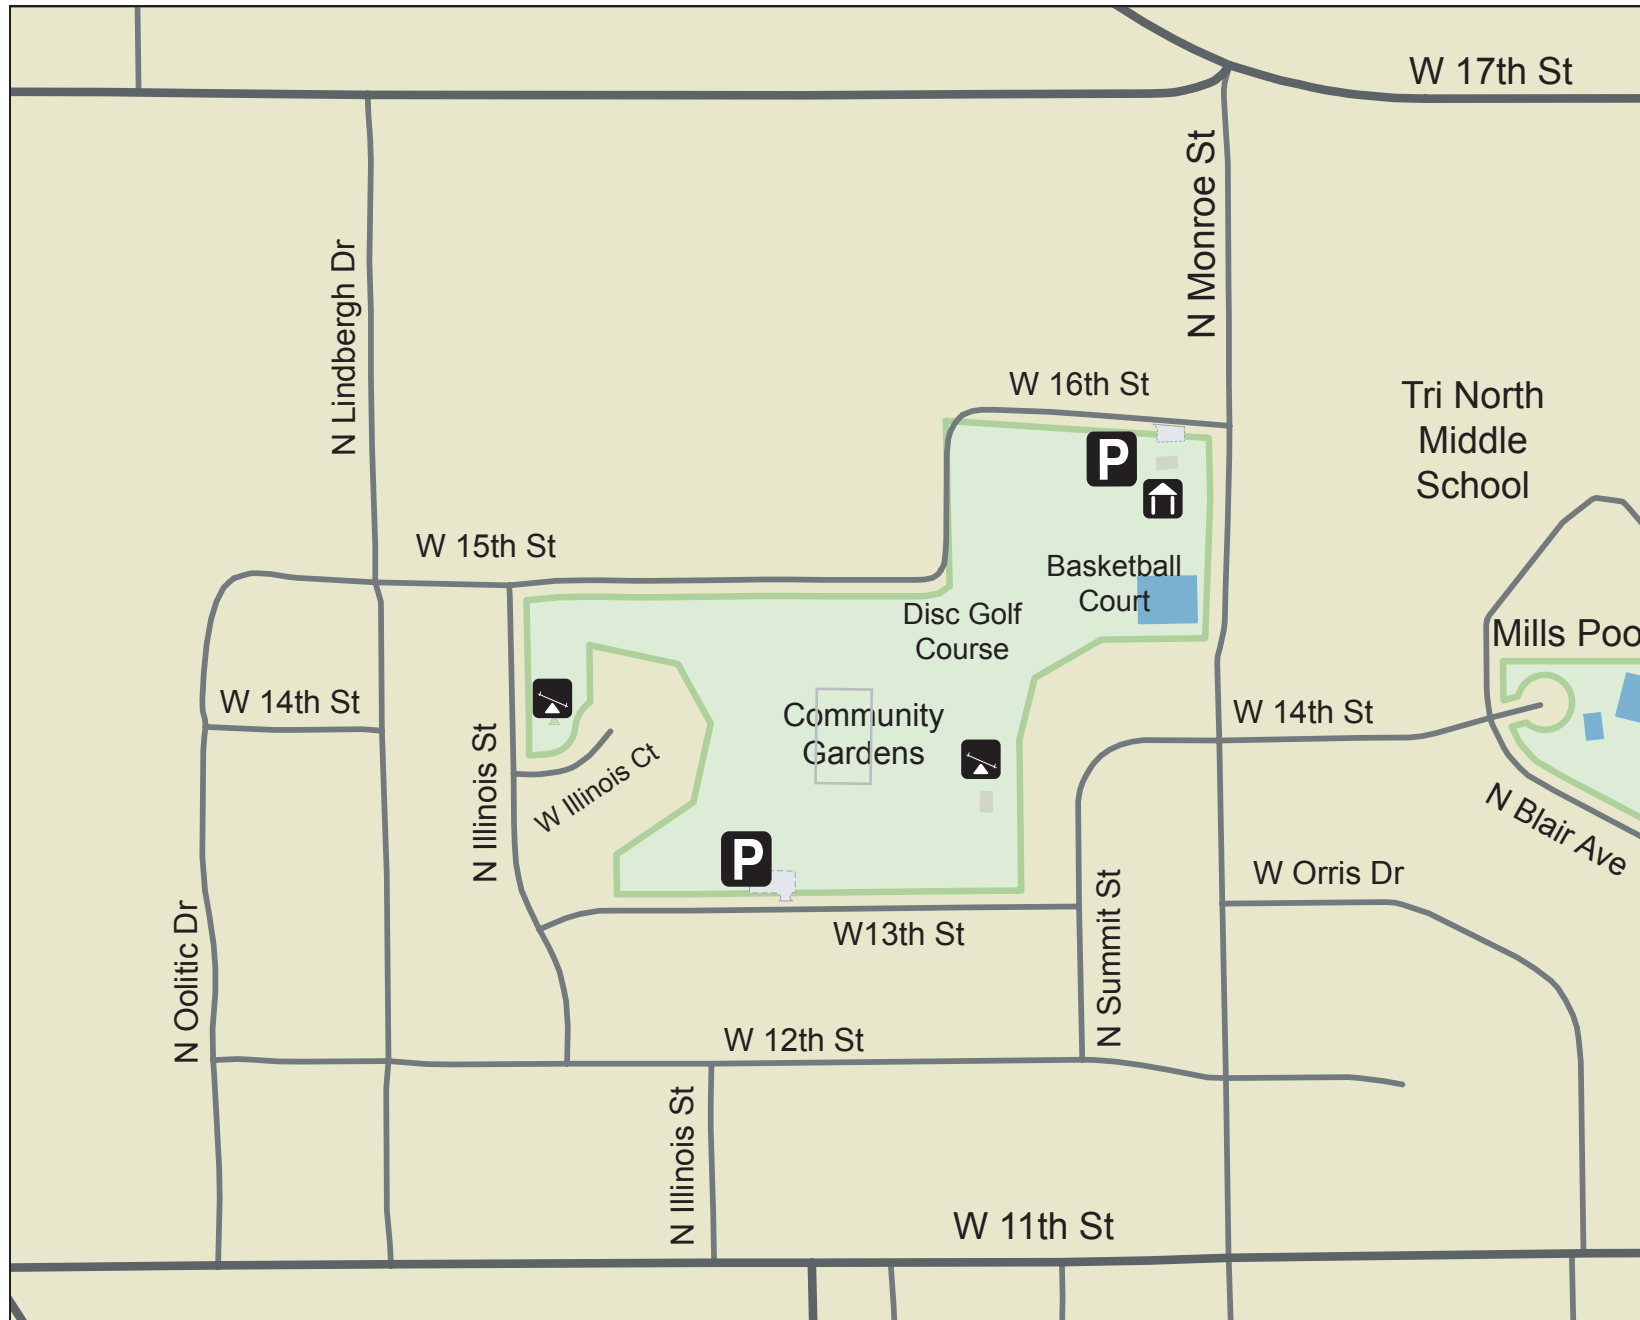 W 17th St
N Monroe St
N Lindbergh Dr
W 16th St
Tri North
Middle
School
W 15th St
Basketball
Court
Disc Golf
Course
Mills Poo
W 14th St
Community
Gardens
W 14th St
N Illinois St
W Illinois Ct
N Blair Ave
P
P
W Orris Dr
W13th St
N Oolitic Dr
N Summit St
W 12th St
N Illinois St
W 11th St